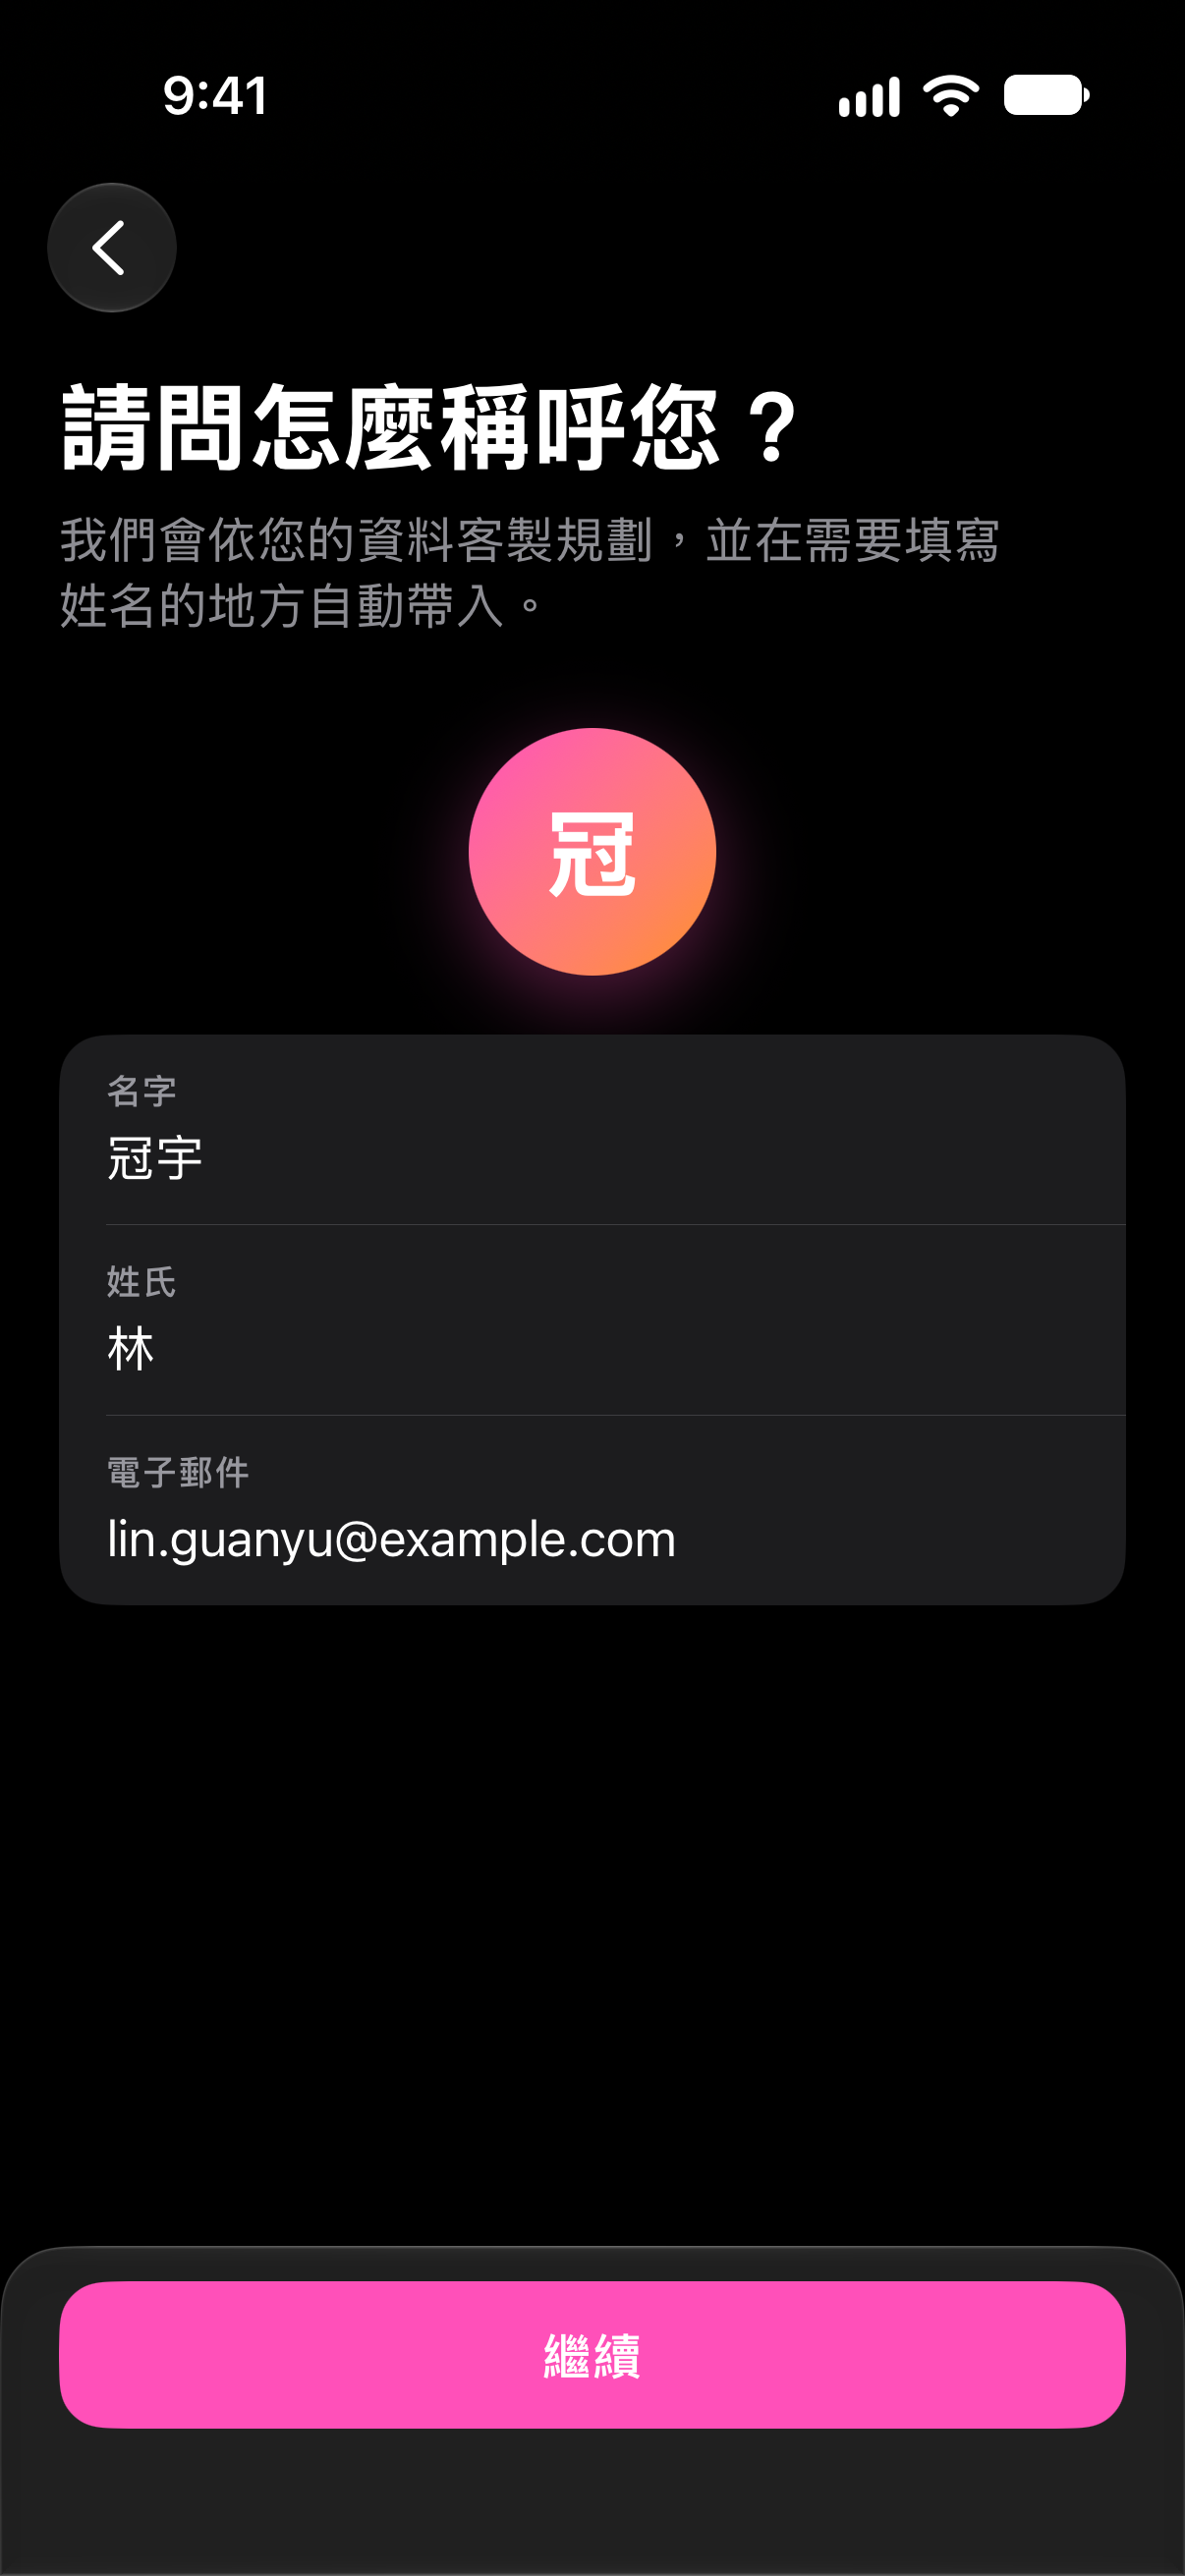 9:41
請問怎麼稱呼您？
我們會依您的資料客製規劃，並在需要填寫
姓名的地方自動帶入。
冠
名字
冠宇
姓氏
林
電子郵件
lin.guanyu@example.com
繼續